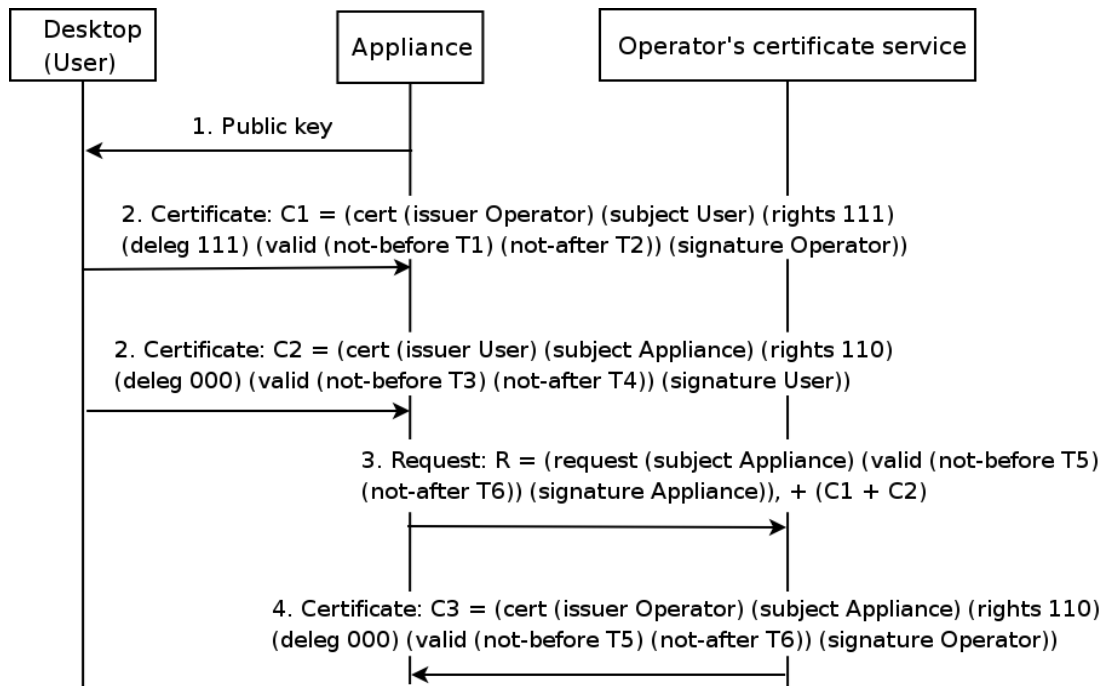 Desktop
(User)
Appliance
Operator's certificate service
1. Public key
2. Certificate: C1 = (cert (issuer Operator) (subject User) (rights 111)
(deleg 111) (valid (not-before T1) (not-after T2)) (signature Operator))
2. Certificate: C2 = (cert (issuer User) (subject Appliance) (rights 110)
(deleg 000) (valid (not-before T3) (not-after T4)) (signature User))
3. Request: R = (request (subject Appliance) (valid (not-before T5)
(not-after T6)) (signature Appliance)), + (C1 + C2)
4. Certificate: C3 = (cert (issuer Operator) (subject Appliance) (rights 110)
(deleg 000) (valid (not-before T5) (not-after T6)) (signature Operator))